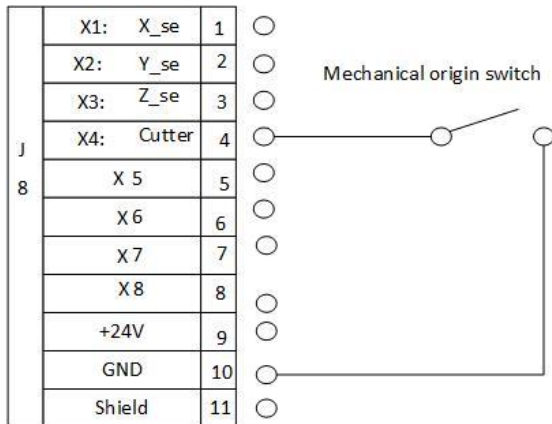 X1: X_se 1
X2: Y_se 2
Mechanical origin switch
X3: Z_se 3
X4: Cutter 4
J
8
X 5 5
X 6 6
X 7 7
X 8 8
+24V 9
GND 10
Shield 11